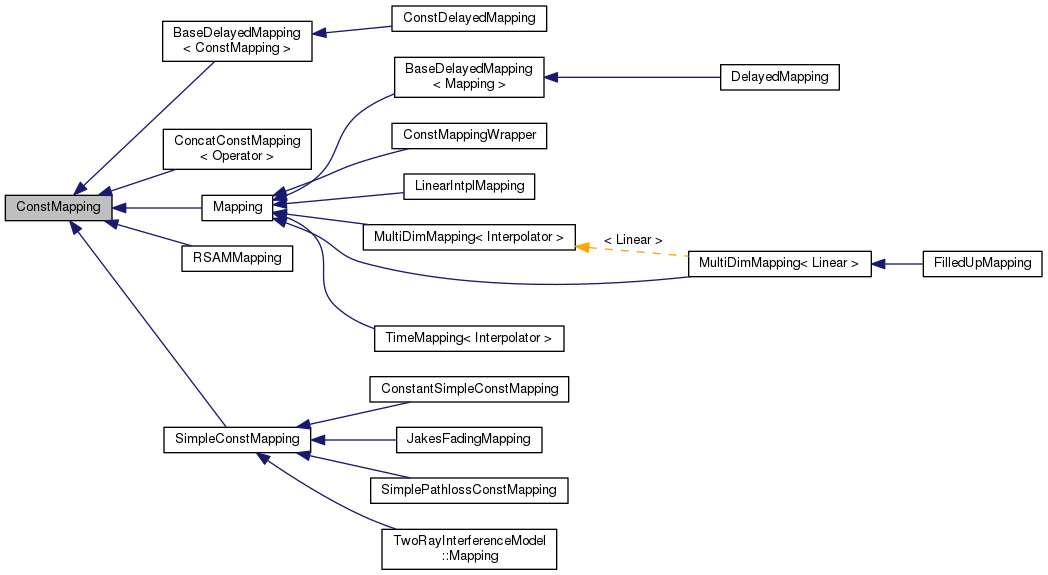 ConstMapping
BaseDelayedMapping
< ConstMapping >
ConstDelayedMapping
BaseDelayedMapping
< Mapping >
DelayedMapping
ConcatConstMapping
< Operator >
ConstMappingWrapper
Mapping
LinearIntplMapping
MultiDimMapping< Interpolator >
< Linear >
MultiDimMapping< Linear >
FilledUpMapping
RSAMMapping
TimeMapping< Interpolator >
SimpleConstMapping
ConstantSimpleConstMapping
JakesFadingMapping
SimplePathlossConstMapping
TwoRayInterferenceModel
::Mapping